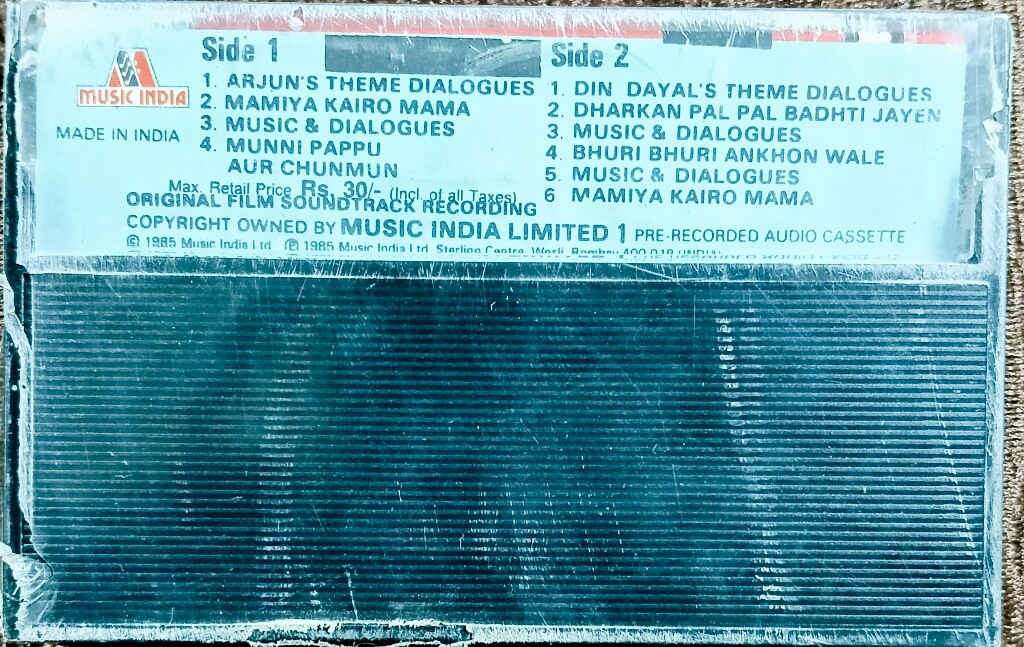 MUSIC INDIA
MADE IN INDIA
Side 1
1. ARJUN'S THEME DIALOGUES
2. MAMIYA KAIRO MAMA
3. MUSIC & DIALOGUES
4. MUNNI PAPPU
AUR CHUNMUN
Side 2
1. DIN DAYAL'S THEME DIALOGUES
2. DHARKAN PAL PAL BADHTI JAYEN
3. MUSIC & DIALOGUES
4. BHURI BHURI ANKHON WALE
5. MUSIC & DIALOGUES
6 MAMIYA KAIRO MAMA
Max. Retail Price Rs. 30/- (Incl. of all Taxes)
ORIGINAL FILM SOUNDTRACK RECORDING
COPYRIGHT OWNED BY MUSIC INDIA LIMITED 1 PRE-RECORDED AUDIO CASSETTE
© 1985 Music India Ltd. ℗ 1985 Music India Ltd. Sterling Centre, Worli, Bombay 400 018 (INDIA)